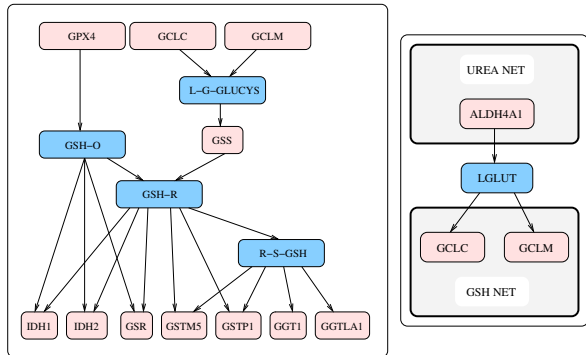 GPX4 GCLC GCLM
L-G-GLUCYS
GSS
GSH-O
GSH-R
R-S-GSH
IDH1 IDH2 GSR GSTM5 GSTP1 GGT1 GGTLA1
UREA NET
ALDH4A1
LGLUT
GCLC GCLM
GSH NET